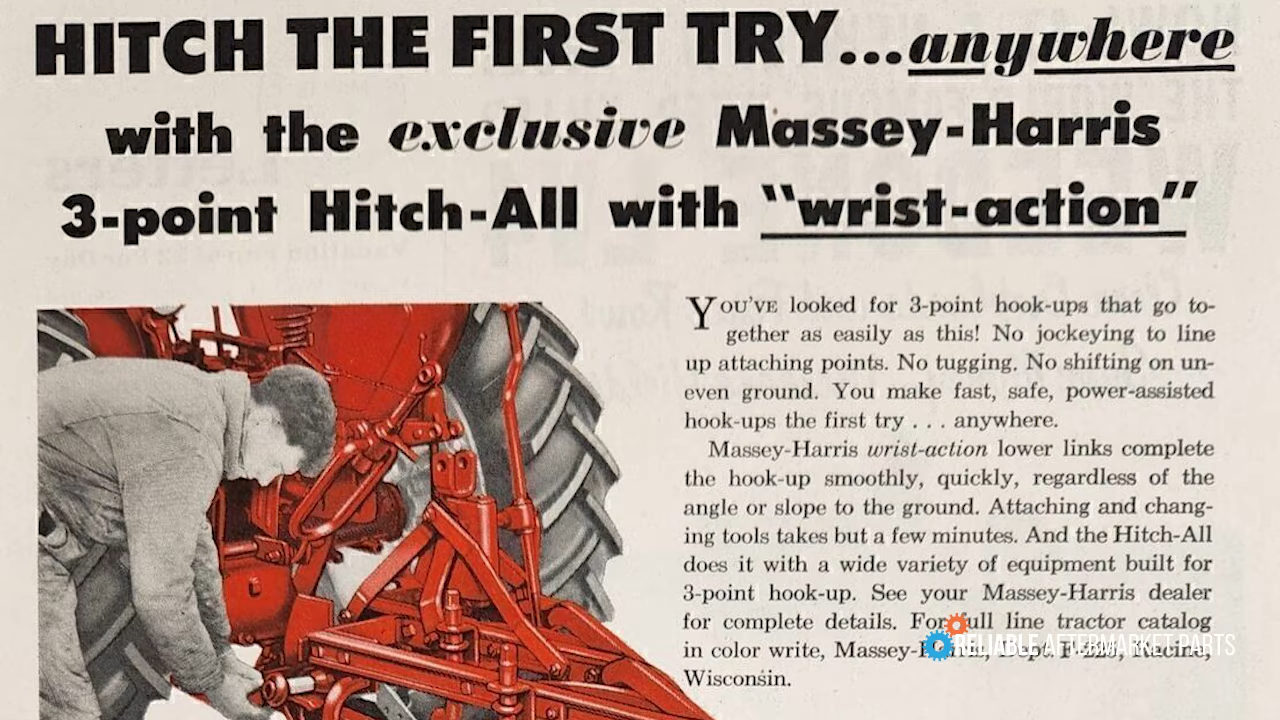 HITCH THE FIRST TRY...anywhere
with the exclusive Massey-Harris
3-point Hitch-All with "wrist-action"
YOU'VE looked for 3-point hook-ups that go to-
gether as easily as this! No jockeying to line
up attaching points. No tugging. No shifting on un-
even ground. You make fast, safe, power-assisted
hook-ups the first try . . . anywhere.
Massey-Harris wrist-action lower links complete
the hook-up smoothly, quickly, regardless of the
angle or slope to the ground. Attaching and chang-
ing tools takes but a few minutes. And the Hitch-All
does it with a wide variety of equipment built for
3-point hook-up. See your Massey-Harris dealer
for complete details. For full line tractor catalog
in color write, Massey-Harris, Dept. Racine,
Wisconsin.
RELIABLE AFTERMARKET PARTS